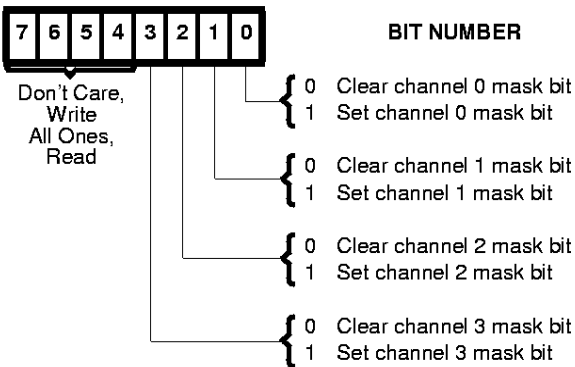 7 6 5 4 3 2 1 0
BIT NUMBER
Don't Care,
Write
All Ones,
Read
0 Clear channel 0 mask bit
1 Set channel 0 mask bit
0 Clear channel 1 mask bit
1 Set channel 1 mask bit
0 Clear channel 2 mask bit
1 Set channel 2 mask bit
0 Clear channel 3 mask bit
1 Set channel 3 mask bit